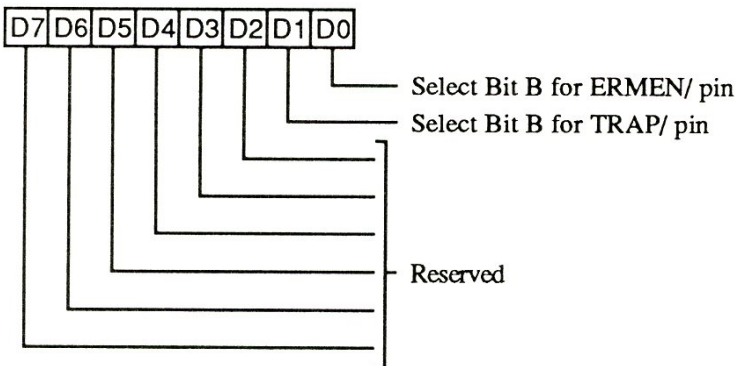 D7 D6 D5 D4 D3 D2 D1 D0
Select Bit B for ERMEN/ pin
Select Bit B for TRAP/ pin
Reserved